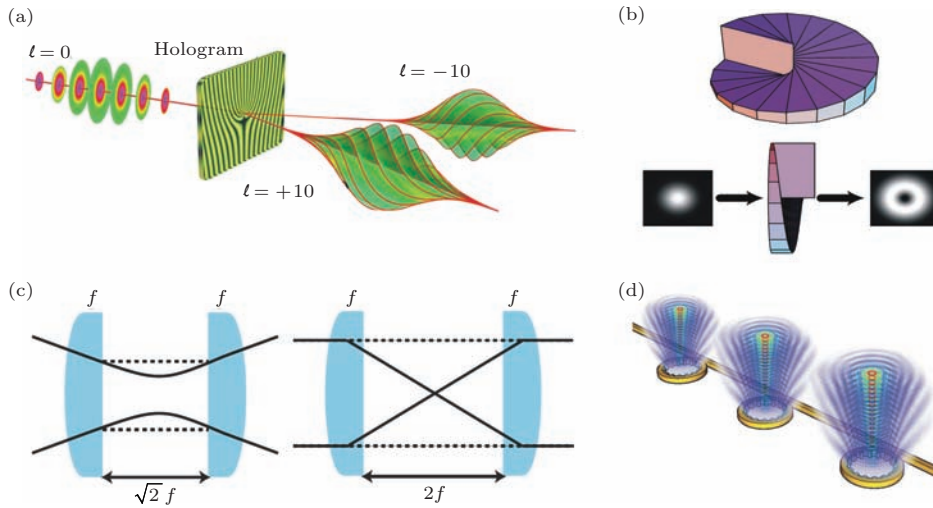 (a)
ℓ = 0
Hologram
ℓ = −10
ℓ = +10
(b)
(c)
f
f
√2 f
f
f
2f
(d)